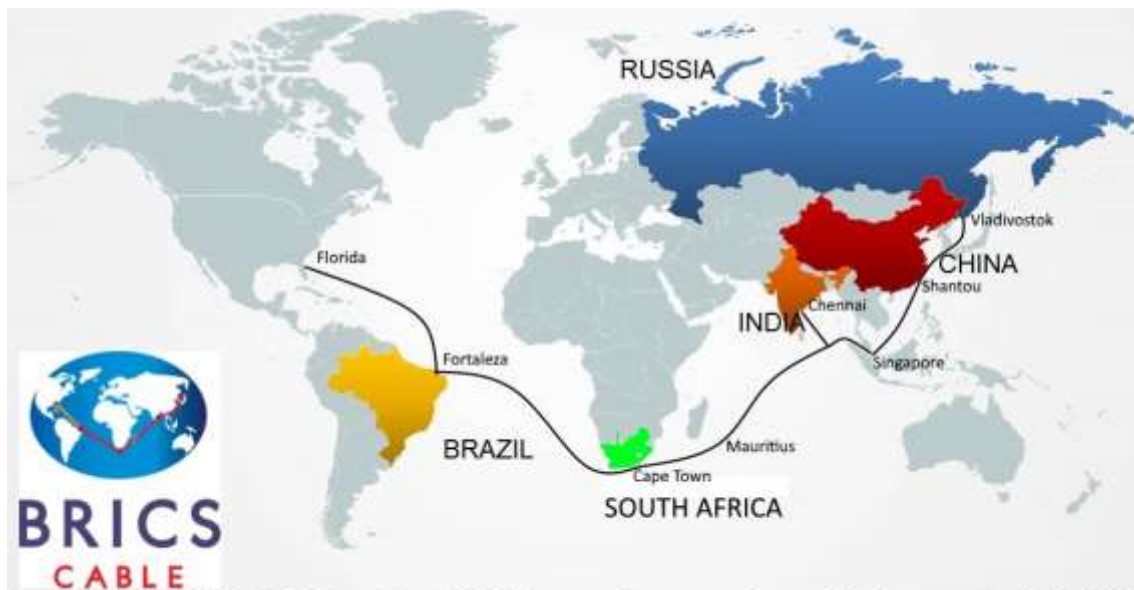 RUSSIA
Vladivostok
Florida
CHINA
Shantou
Chennai
INDIA
Fortaleza
Singapore
BRAZIL
Mauritius
Cape Town
SOUTH AFRICA
BRICS
CABLE